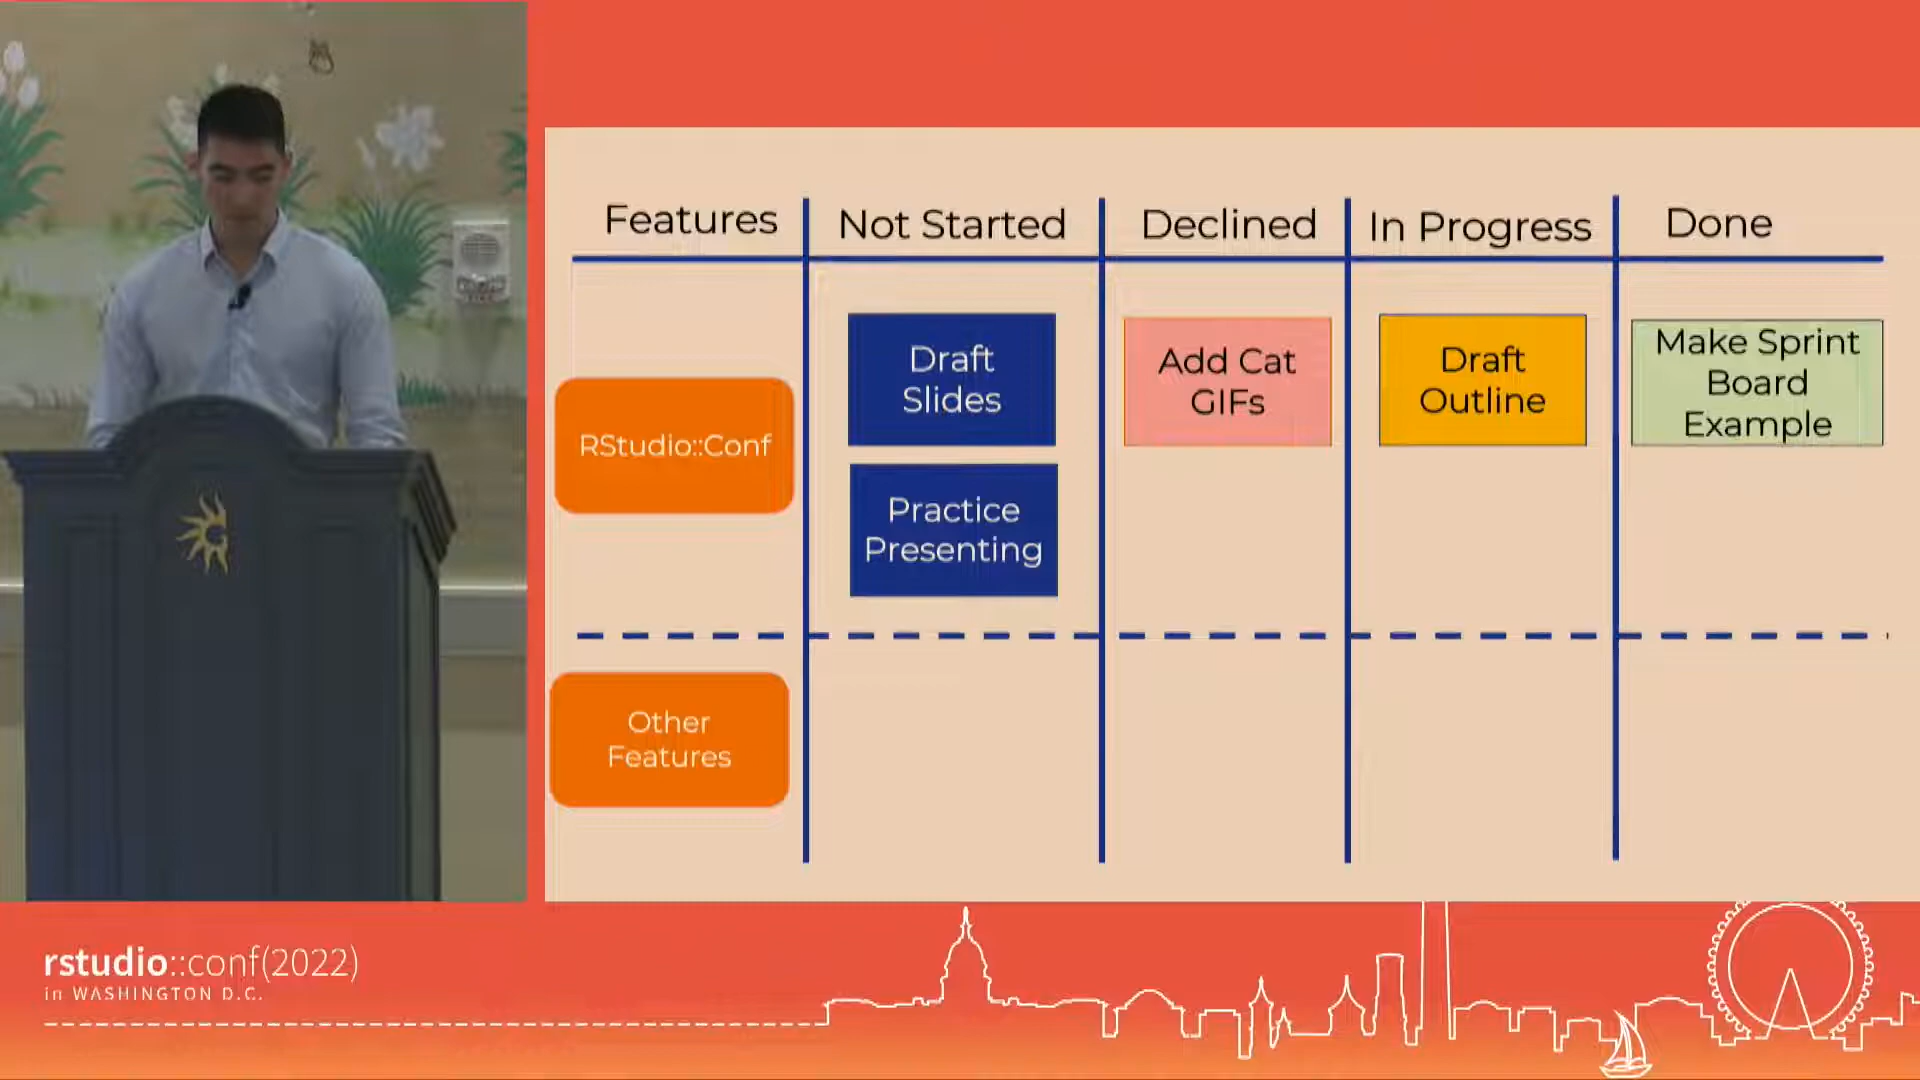 Features
Not Started
Declined
In Progress
Done
RStudio::Conf
Draft
Slides
Practice
Presenting
Add Cat
GIFs
Draft
Outline
Make Sprint
Board
Example
Other
Features
rstudio::conf(2022)
in WASHINGTON D.C.